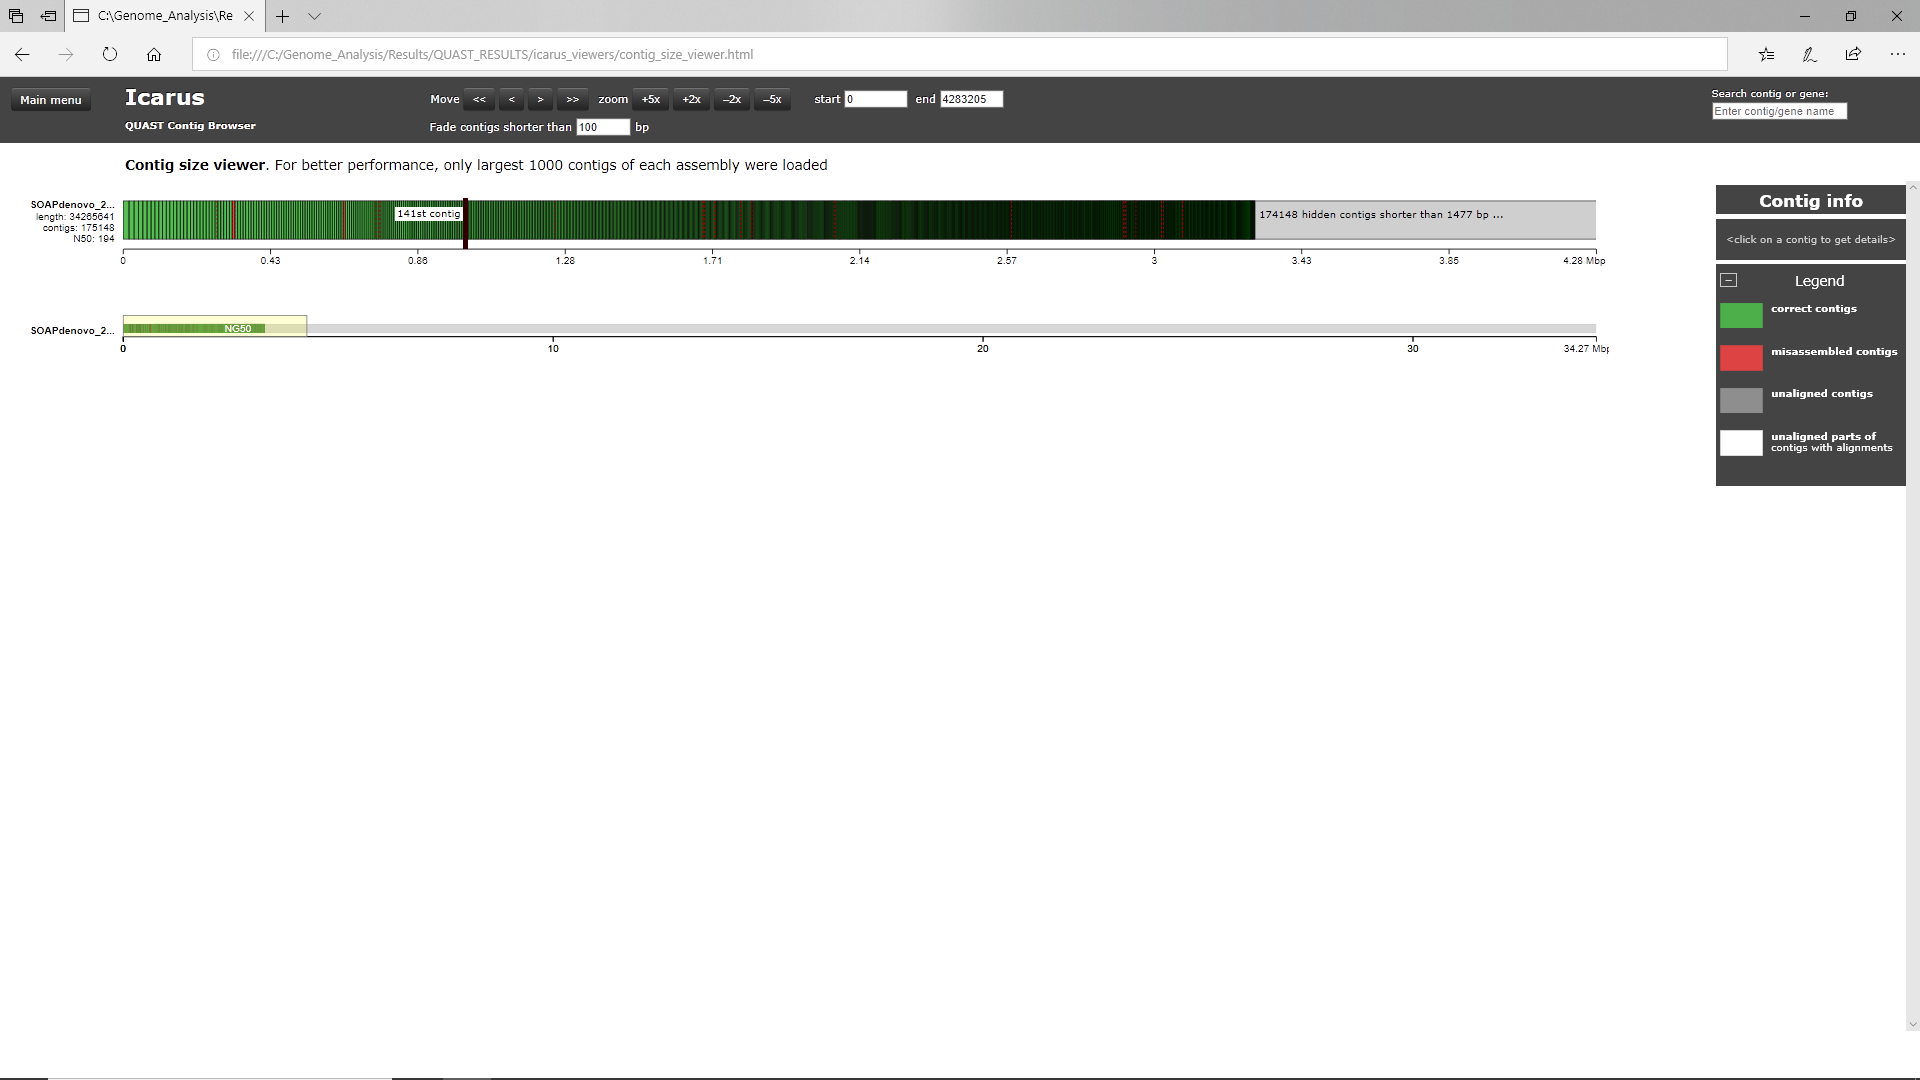 C:\Genome_Analysis\Re
file:///C:/Genome_Analysis/Results/QUAST_RESULTS/icarus_viewers/contig_size_viewer.html
Main menu
Icarus
QUAST Contig Browser
Move << < > >> zoom +5x +2x –2x –5x start 0 end 4283205
Fade contigs shorter than 100 bp
Search contig or gene:
Enter contig/gene name
Contig size viewer. For better performance, only largest 1000 contigs of each assembly were loaded
SOAPdenovo_2...
length: 34265641
contigs: 175148
N50: 194
141st contig
174148 hidden contigs shorter than 1477 bp ...
0 0.43 0.86 1.28 1.71 2.14 2.57 3 3.43 3.85 4.28 Mbp
SOAPdenovo_2...
NG50
0 10 20 30 34.27 Mbp
Contig info
<click on a contig to get details>
Legend
correct contigs
misassembled contigs
unaligned contigs
unaligned parts of
contigs with alignments